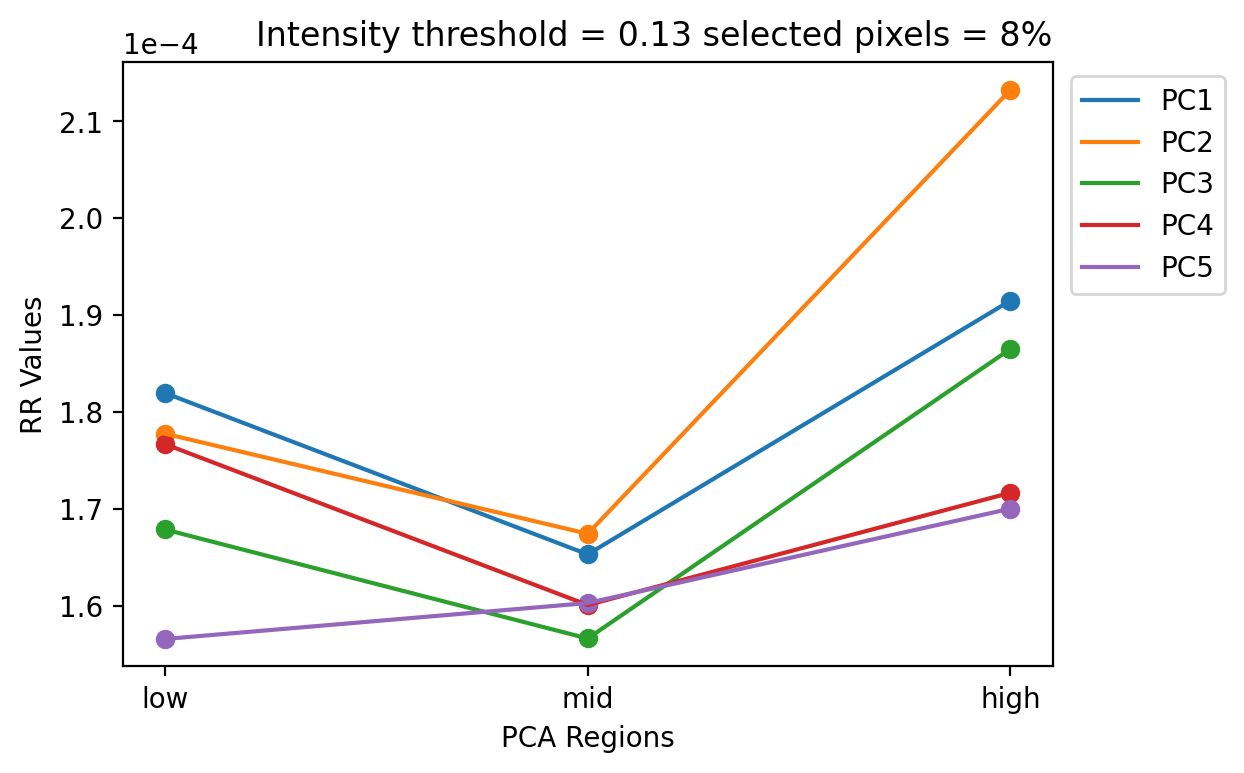 Intensity threshold = 0.13 selected pixels = 8%
1e−4
2.1
2.0
1.9
1.8
1.7
1.6
RR Values
low mid high
PCA Regions
PC1
PC2
PC3
PC4
PC5